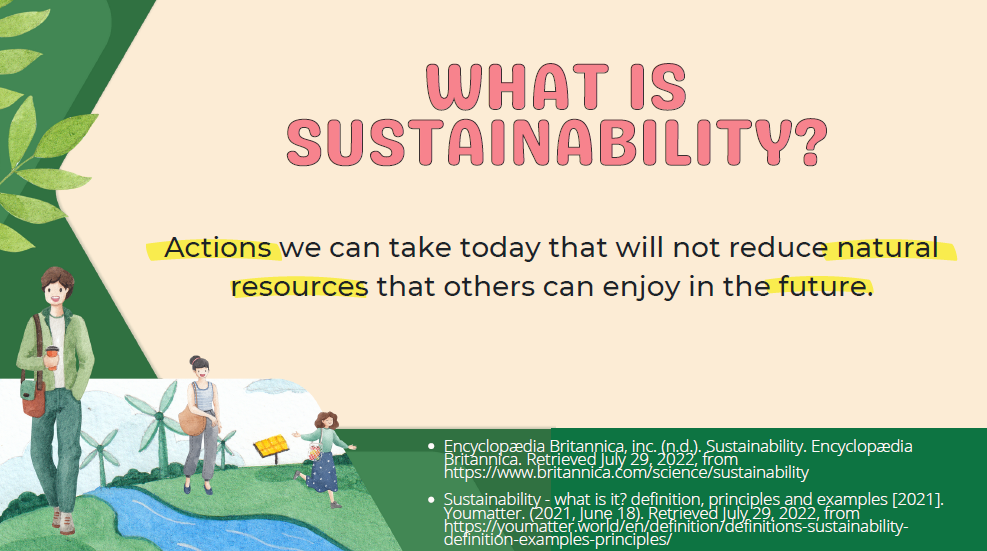 WHAT IS
SUSTAINABILITY?
Actions we can take today that will not reduce natural
resources that others can enjoy in the future.
• Encyclopædia Britannica, inc. (n.d.). Sustainability. Encyclopædia
Britannica. Retrieved July 29, 2022, from
https://www.britannica.com/science/sustainability
• Sustainability - what is it? definition, principles and examples [2021].
Youmatter. (2021, June 18). Retrieved July 29, 2022, from
https://youmatter.world/en/definition/definitions-sustainability-
definition-examples-principles/